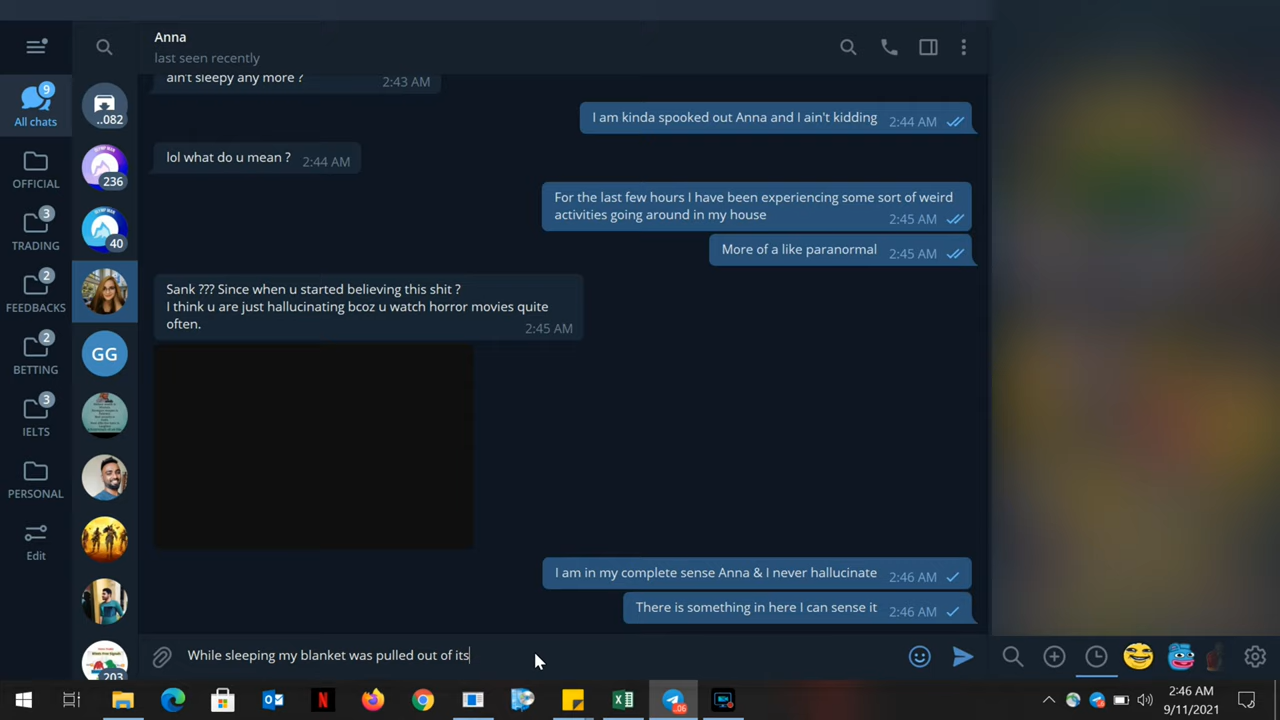 Anna
last seen recently
ain't sleepy any more ?
2:43 AM
I am kinda spooked out Anna and I ain't kidding
2:44 AM
lol what do u mean ?
2:44 AM
For the last few hours I have been experiencing some sort of weird
activities going around in my house
2:45 AM
More of a like paranormal
2:45 AM
Sank ??? Since when u started believing this shit ?
I think u are just hallucinating bcoz u watch horror movies quite
often.
2:45 AM
I am in my complete sense Anna & I never hallucinate
2:46 AM
There is something in here I can sense it
2:46 AM
While sleeping my blanket was pulled out of its
9
All chats
OFFICIAL
3
TRADING
2
FEEDBACKS
2
BETTING
3
IELTS
PERSONAL
Edit
..082
236
40
GG
203
..06
N
2:46 AM
9/11/2021